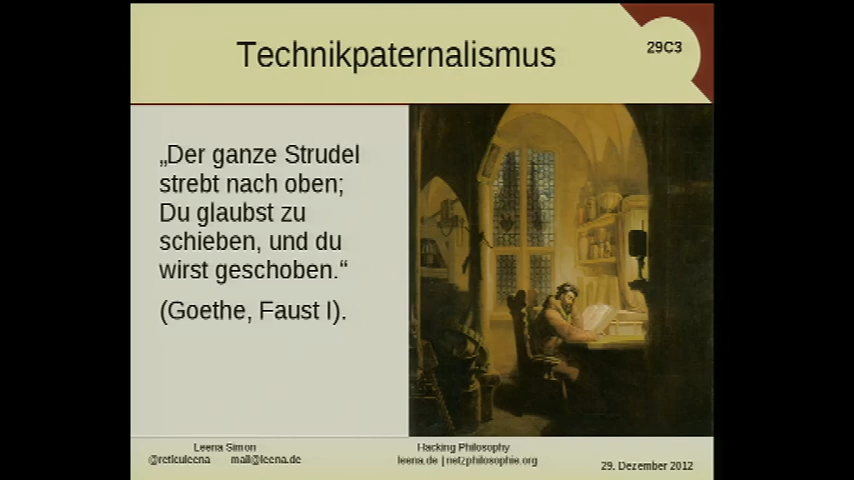 Technikpaternalismus
29C3
„Der ganze Strudel
strebt nach oben;
Du glaubst zu
schieben, und du
wirst geschoben.“
(Goethe, Faust I).
Leena Simon
@reticuleena mail@leena.de
Hacking Philosophy
leena.de | netzphilosophie.org
29. Dezember 2012